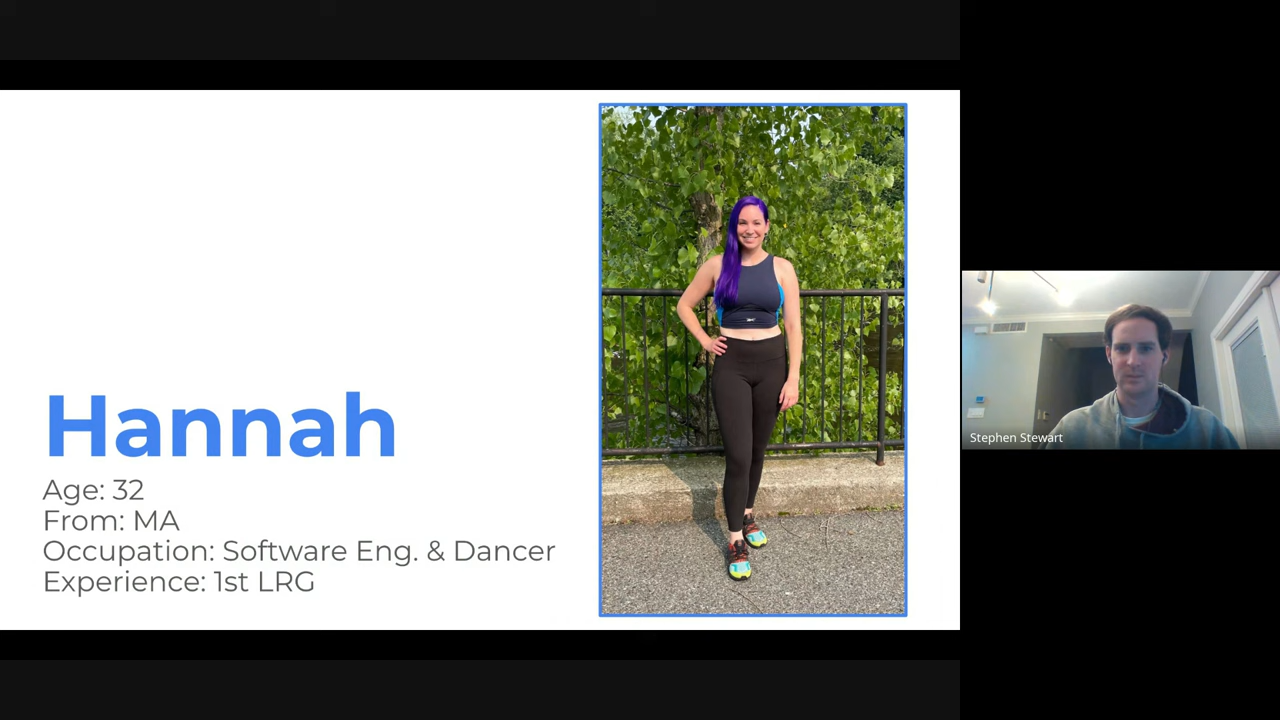 Hannah
Age: 32
From: MA
Occupation: Software Eng. & Dancer
Experience: 1st LRG
Stephen Stewart